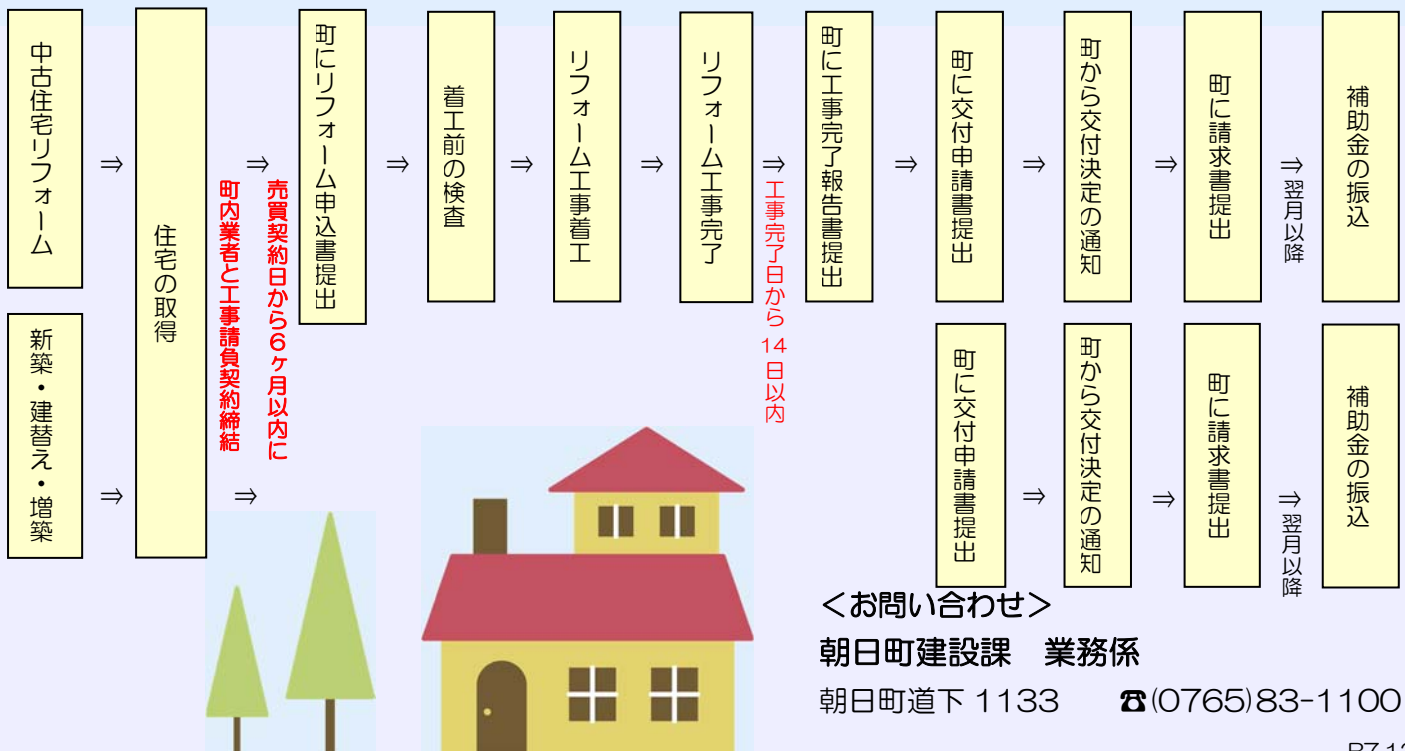 中古住宅リフォーム
⇒
住宅の取得
⇒
売買契約日から6ヶ月以内に
町内業者と工事請負契約締結
町にリフォーム申込書提出
⇒
着工前の検査
⇒
リフォーム工事着工
⇒
リフォーム工事完了
⇒
工事完了日から14日以内
町に工事完了報告書提出
⇒
町に交付申請書提出
⇒
町から交付決定の通知
⇒
町に請求書提出
⇒翌月以降
補助金の振込
新築・建替え・増築
⇒
⇒
町に交付申請書提出
⇒
町から交付決定の通知
⇒
町に請求書提出
⇒翌月以降
補助金の振込
＜お問い合わせ＞
朝日町建設課　業務係
朝日町道下 1133　☎(0765)83-1100